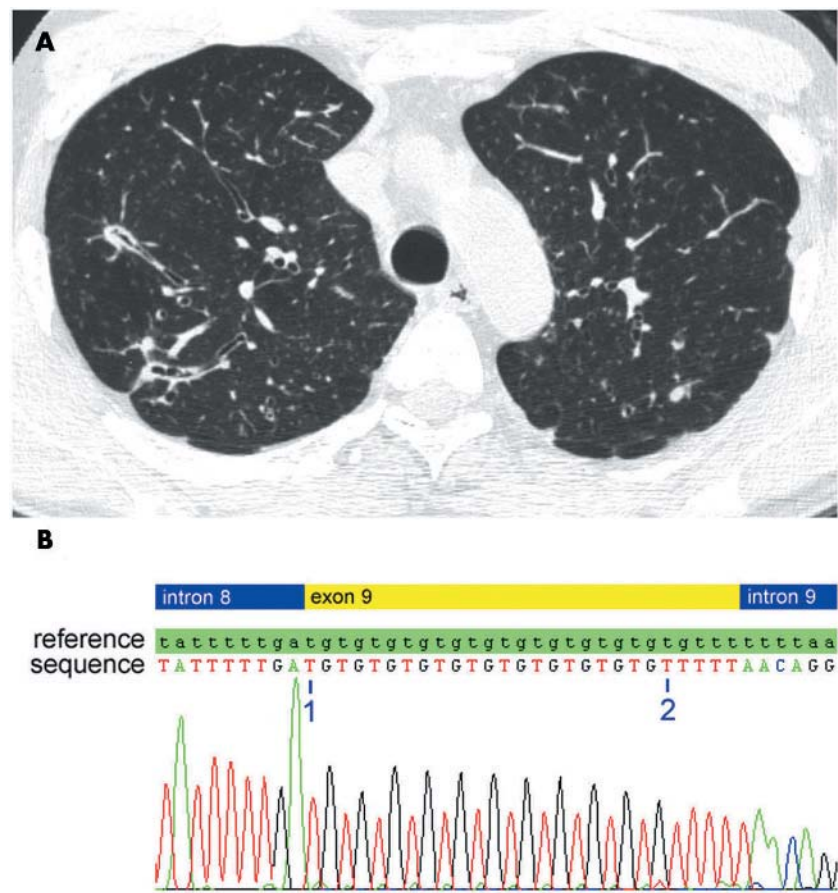 A
B
intron 8 exon 9 intron 9
reference tatttttgatgtgtgtgtgtgtgtgtgtgtgtgtttttttaa
sequence TATTTTTGATGTGTGTGTGTGTGTGTGTGTGTTTTTAACAGG
1 2